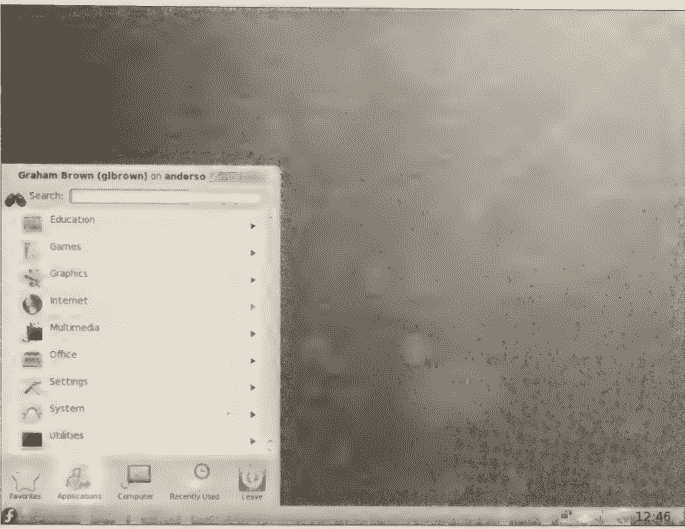 Graham Brown (glbrown) on anderso
Search:
Education
Games
Graphics
Internet
Multimedia
Office
Settings
System
Utilities
Favorites Applications Computer Recently Used Leave
12:46